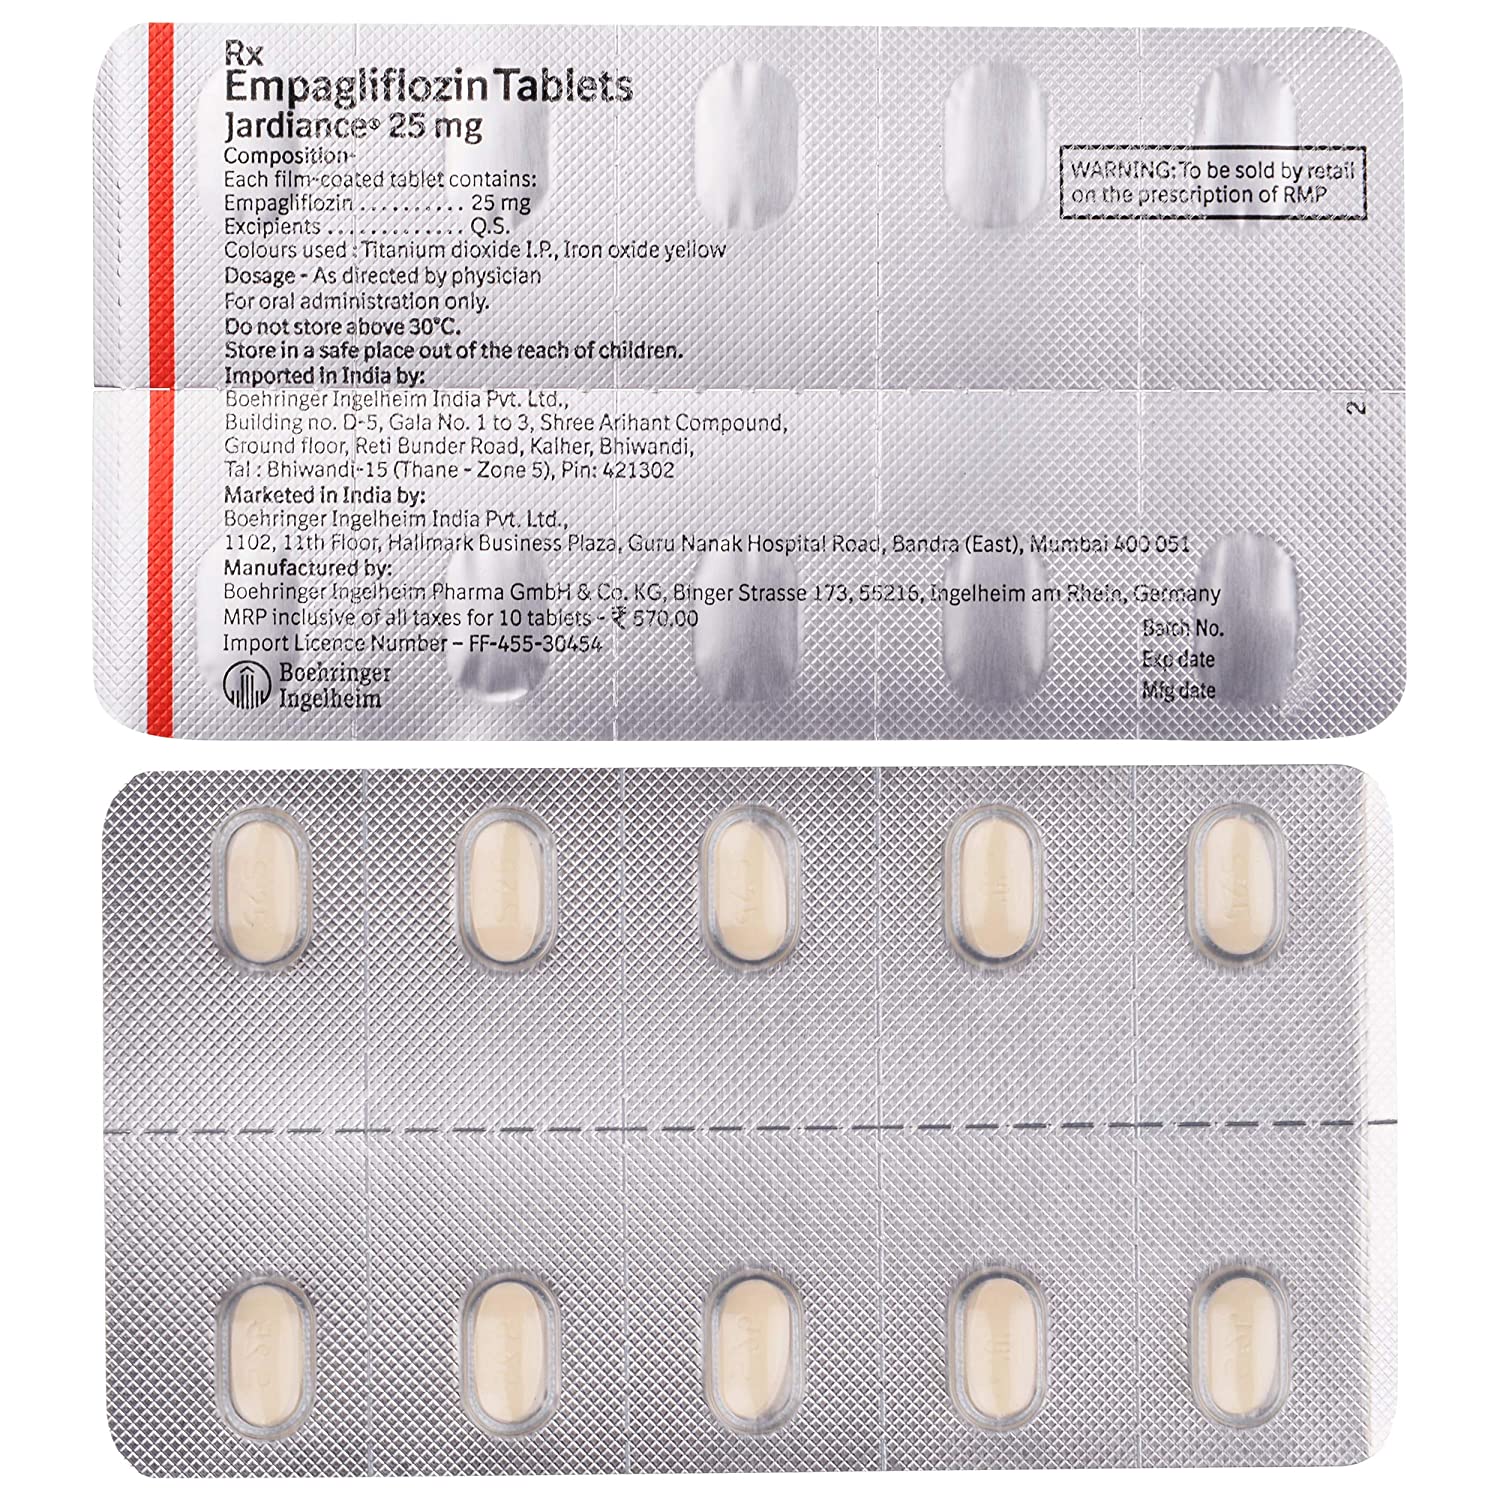 Rx
Empagliflozin Tablets
Jardiance® 25 mg
Composition-
Each film-coated tablet contains:
Empagliflozin .......... 25 mg
Excipients ............. Q.S.
Colours used : Titanium dioxide I.P., Iron oxide yellow
Dosage - As directed by physician
For oral administration only.
Do not store above 30°C.
Store in a safe place out of the reach of children.
Imported in India by:
Boehringer Ingelheim India Pvt. Ltd.,
Building no. D-5, Gala No. 1 to 3, Shree Arihant Compound,
Ground floor, Reti Bunder Road, Kalher, Bhiwandi,
Tal : Bhiwandi-15 (Thane - Zone 5), Pin: 421302
Marketed in India by:
Boehringer Ingelheim India Pvt. Ltd.,
1102, 11th Floor, Hallmark Business Plaza, Guru Nanak Hospital Road, Bandra (East), Mumbai 400 051
Manufactured by:
Boehringer Ingelheim Pharma GmbH & Co. KG, Binger Strasse 173, 55216, Ingelheim am Rhein, Germany
MRP inclusive of all taxes for 10 tablets - ₹ 570.00
Import Licence Number – FF-455-30454
Boehringer
Ingelheim
WARNING: To be sold by retail
on the prescription of RMP
2
Batch No.
Exp date
Mfg date